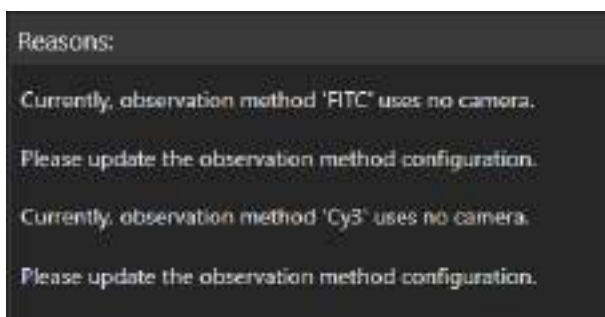 Reasons:
Currently, observation method 'FITC' uses no camera.
Please update the observation method configuration.
Currently, observation method 'Cy3' uses no camera.
Please update the observation method configuration.